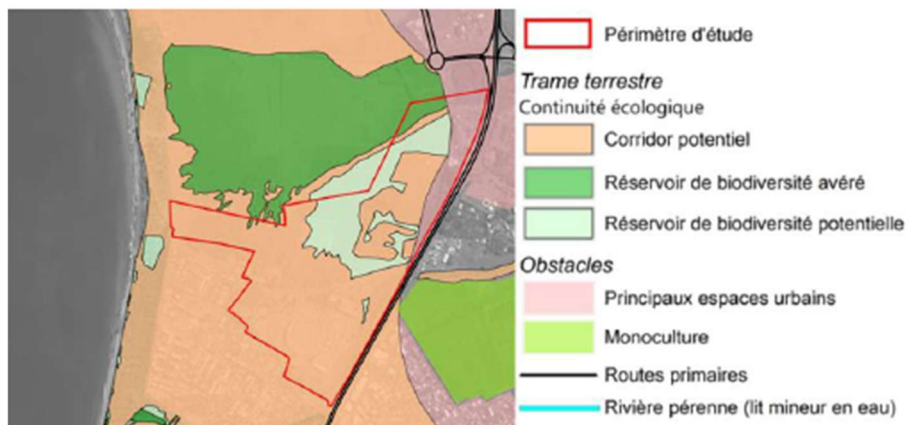 Périmètre d'étude
Trame terrestre
Continuité écologique
Corridor potentiel
Réservoir de biodiversité avéré
Réservoir de biodiversité potentielle
Obstacles
Principaux espaces urbains
Monoculture
Routes primaires
Rivière pérenne (lit mineur en eau)